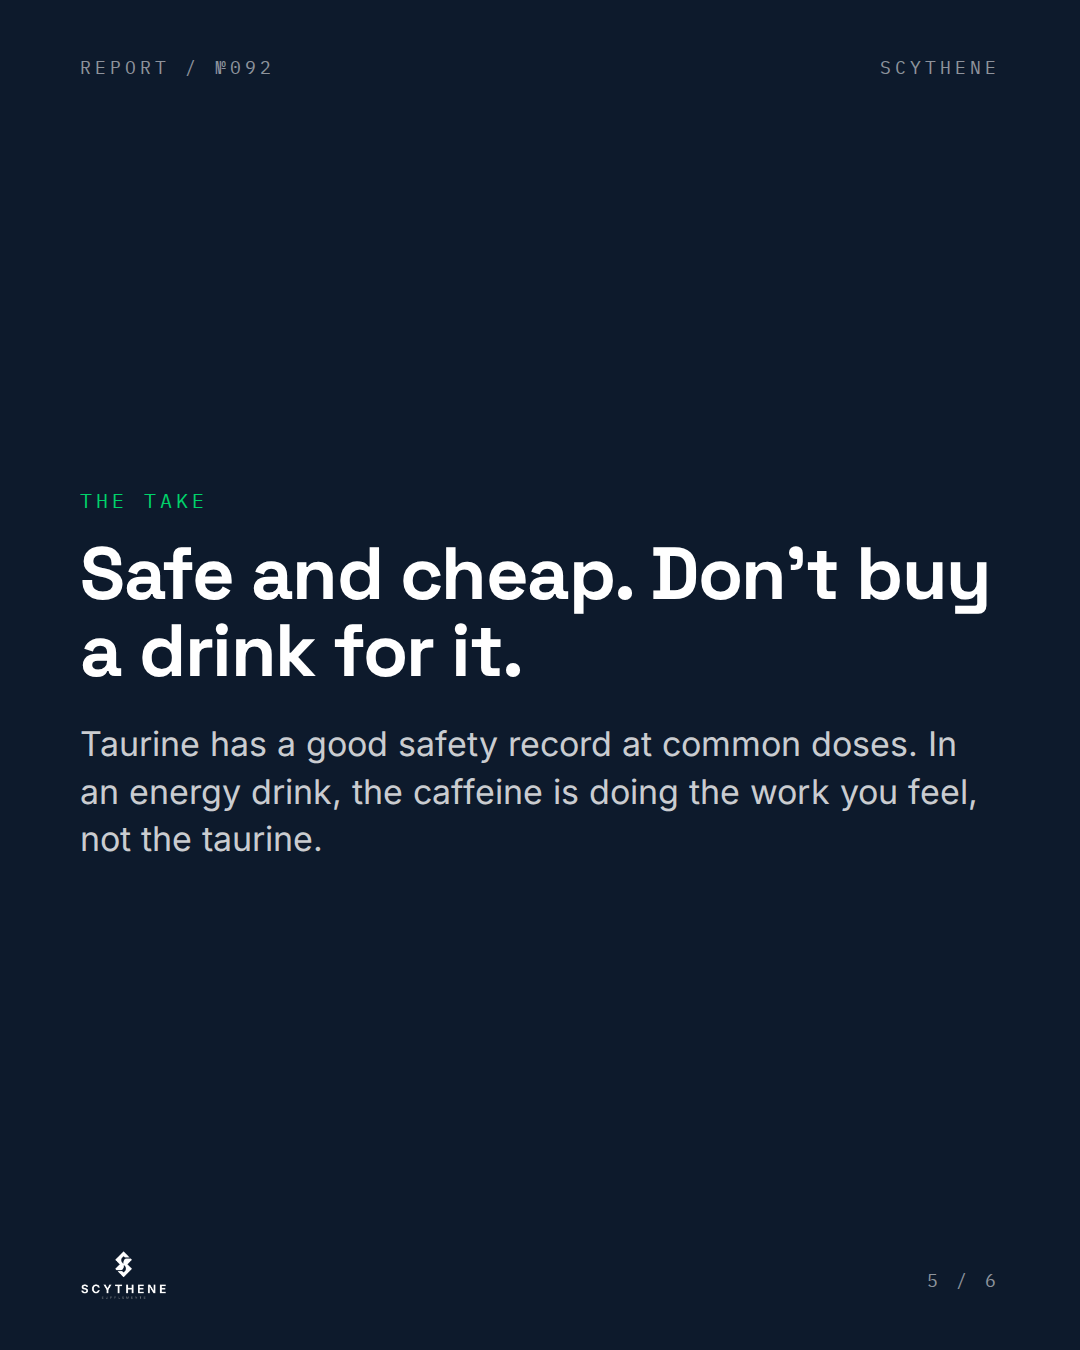 REPORT / №092
SCYTHENE
THE TAKE
Safe and cheap. Don’t buy
a drink for it.
Taurine has a good safety record at common doses. In
an energy drink, the caffeine is doing the work you feel,
not the taurine.
SCYTHENE
5 / 6